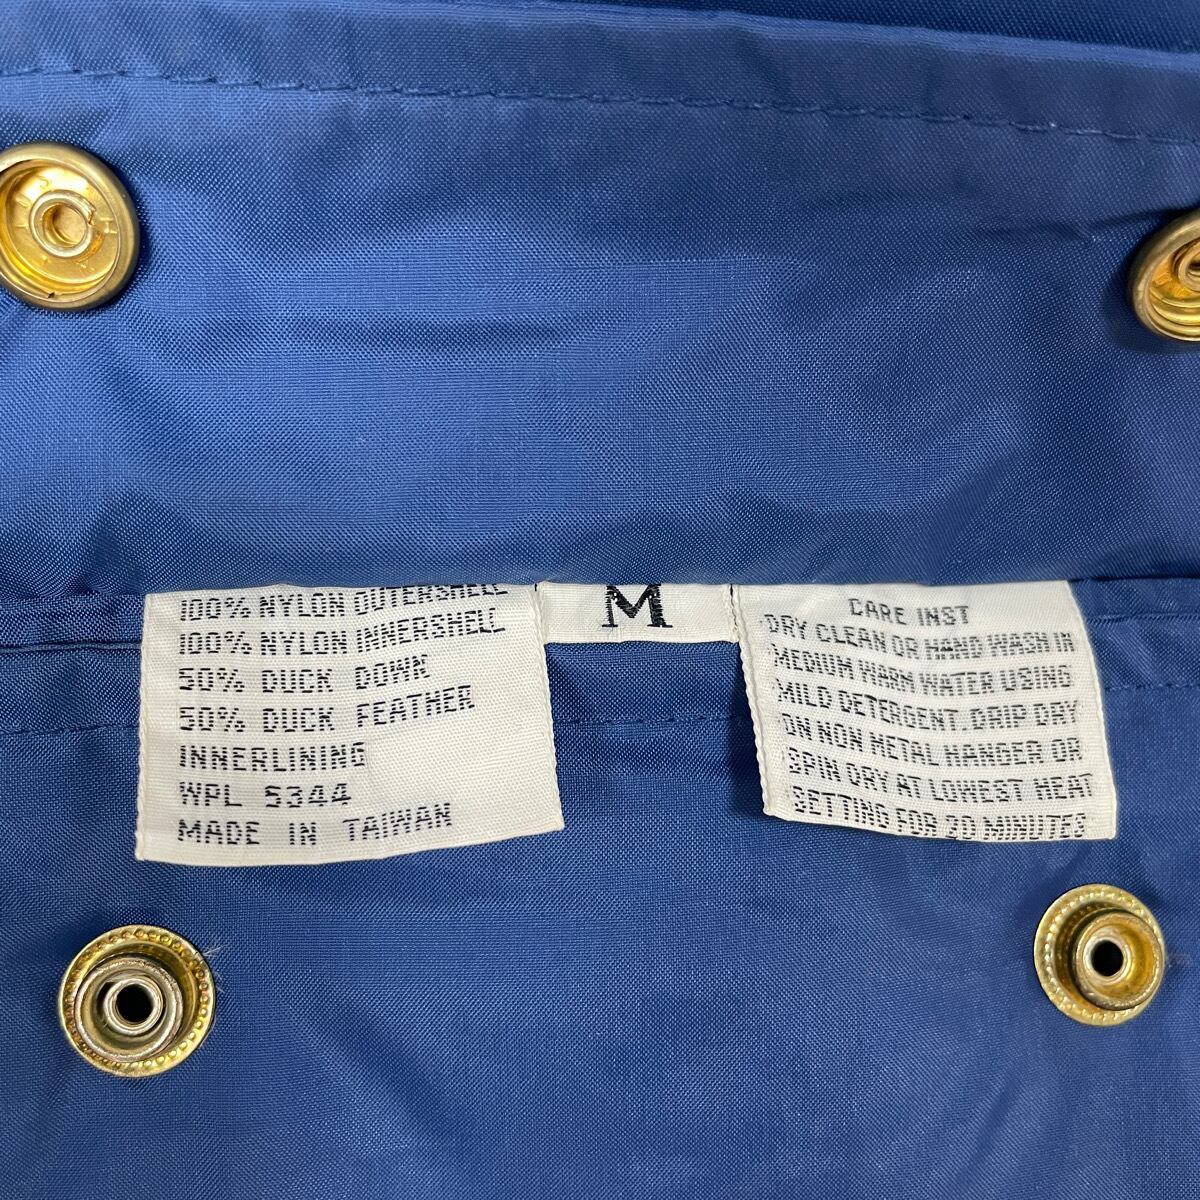 100% NYLON OUTERSHELL
100% NYLON INNERSHELL
50% DUCK DOWN
50% DUCK FEATHER
INNERLINING
WPL 5344
MADE IN TAIWAN
M
CARE INST
DRY CLEAN OR HAND WASH IN
MEDIUM WARM WATER USING
MILD DETERGENT. DRIP DRY
ON NON METAL HANGER OR
SPIN DRY AT LOWEST HEAT
SETTING FOR 30 MINUTES